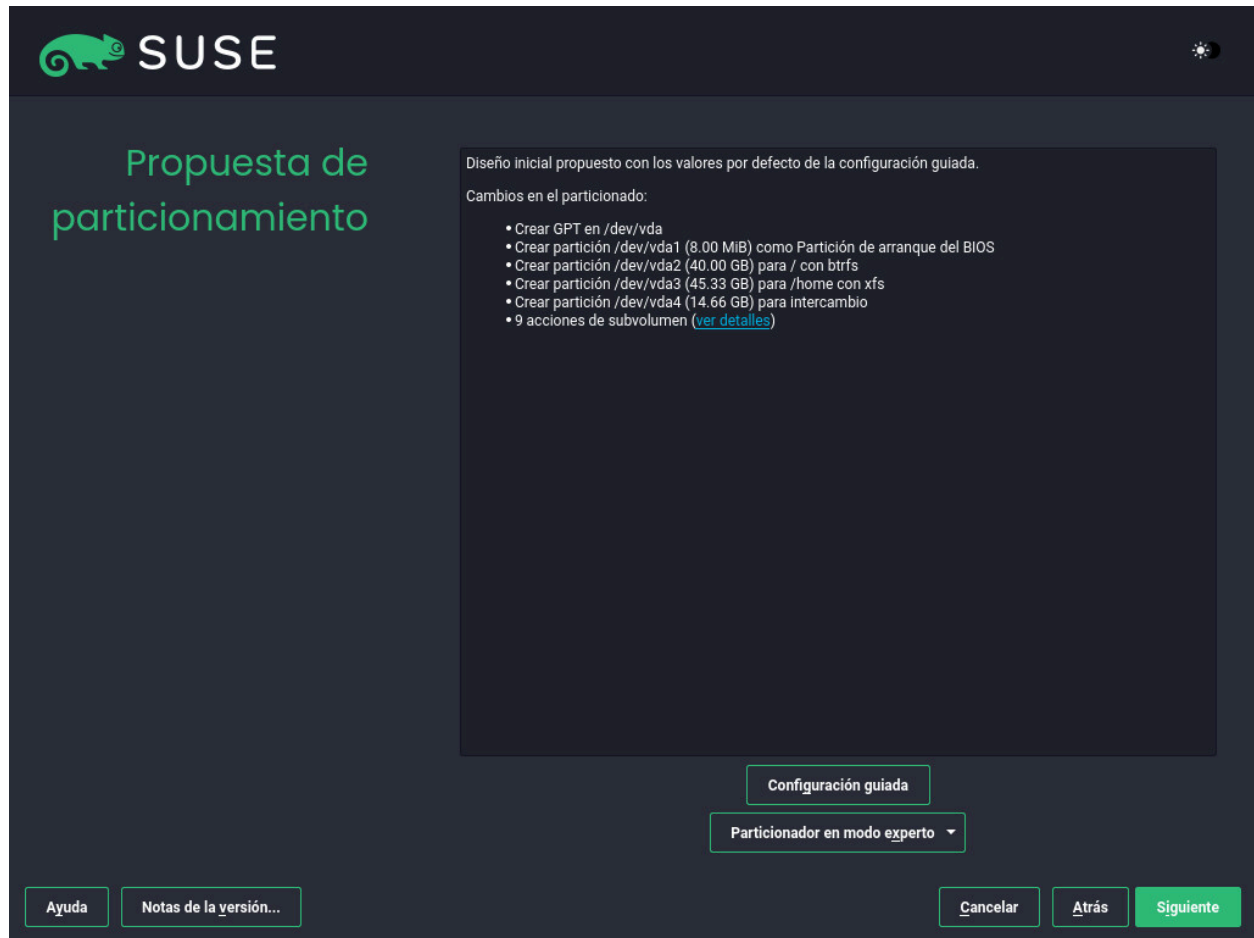 SUSE
Propuesta de
particionamiento
Diseño inicial propuesto con los valores por defecto de la configuración guiada.
Cambios en el particionado:
• Crear GPT en /dev/vda
• Crear partición /dev/vda1 (8.00 MiB) como Partición de arranque del BIOS
• Crear partición /dev/vda2 (40.00 GB) para / con btrfs
• Crear partición /dev/vda3 (45.33 GB) para /home con xfs
• Crear partición /dev/vda4 (14.66 GB) para intercambio
• 9 acciones de subvolumen (ver detalles)
Configuración guiada
Particionador en modo experto
Ayuda
Notas de la versión...
Cancelar
Atrás
Siguiente